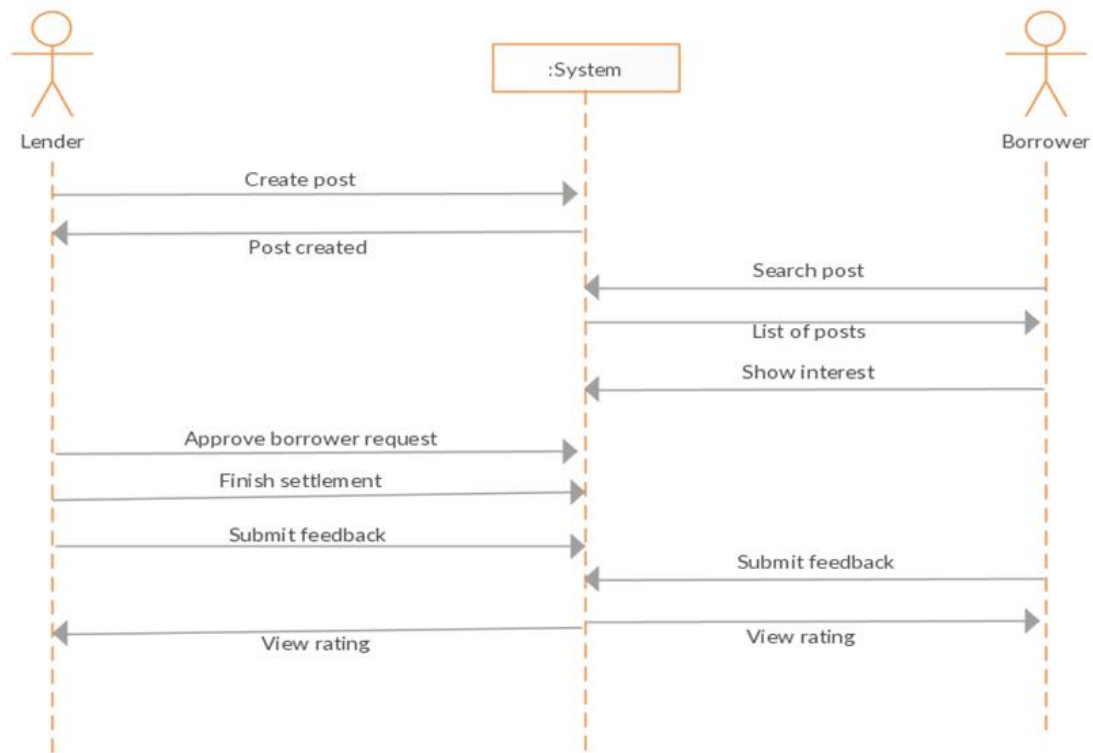 :System
Lender
Borrower
Create post
Post created
Search post
List of posts
Show interest
Approve borrower request
Finish settlement
Submit feedback
Submit feedback
View rating
View rating